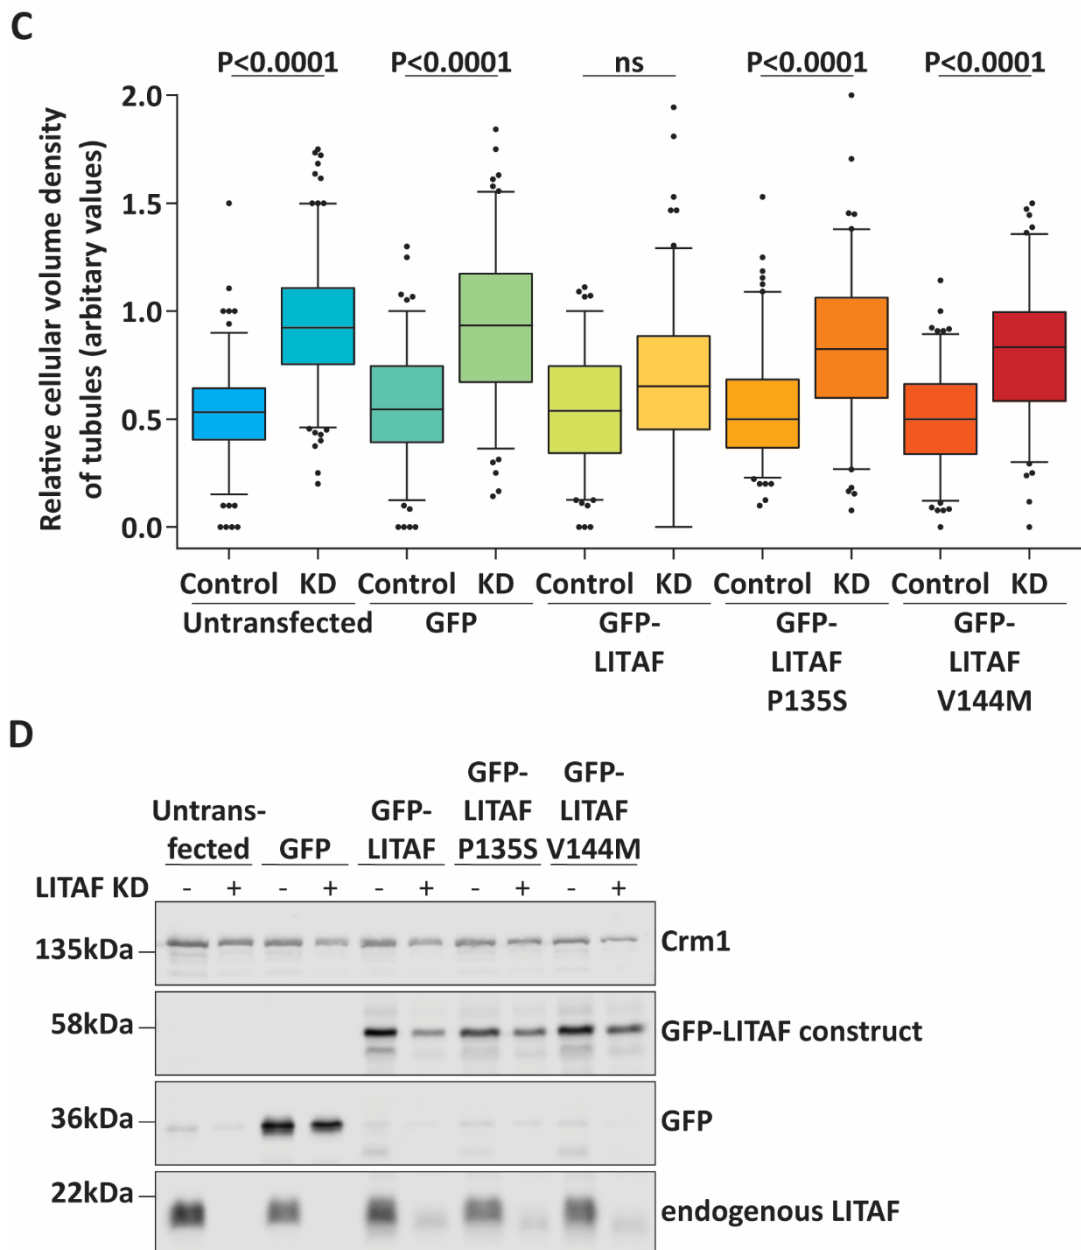 C
P<0.0001 P<0.0001 ns P<0.0001 P<0.0001
Relative cellular volume density
of tubules (arbitary values)
2.0
1.5
1.0
0.5
0.0
Control KD Control KD Control KD Control KD Control KD
Untransfected GFP GFP- GFP- GFP-
LITAF LITAF LITAF
P135S V144M
D
GFP- GFP-
Untrans- GFP- LITAF LITAF
fected GFP LITAF P135S V144M
LITAF KD - + - + - + - + - +
135kDa Crm1
58kDa GFP-LITAF construct
36kDa GFP
22kDa endogenous LITAF